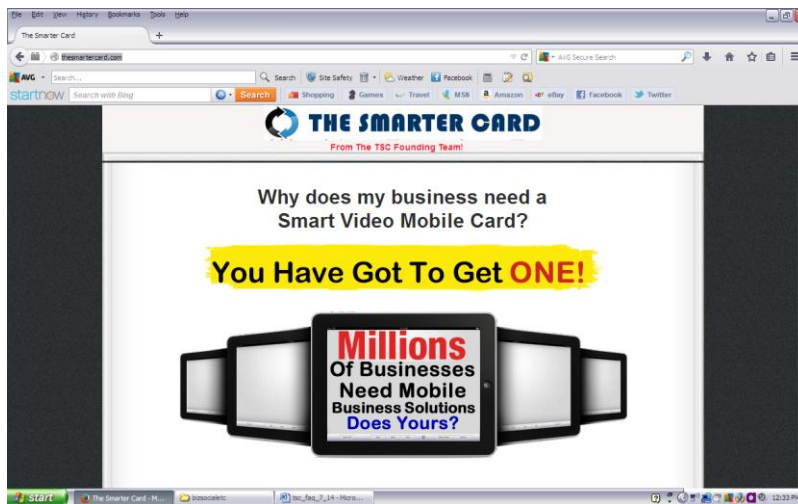 File Edit View History Bookmarks Tools Help
The Smarter Card +
thesmartercard.com AVG Secure Search
AVG Search... Search Site Safety Weather Facebook
startnow Search with Bing Search Shopping Games Travel MSN Amazon eBay Facebook Twitter
THE SMARTER CARD
From The TSC Founding Team!
Why does my business need a
Smart Video Mobile Card?
You Have Got To Get ONE!
Millions
Of Businesses
Need Mobile
Business Solutions
Does Yours?
start The Smarter Card - M... bizsocialetc tsc_faq_7_14 - Micro... 12:33 PM